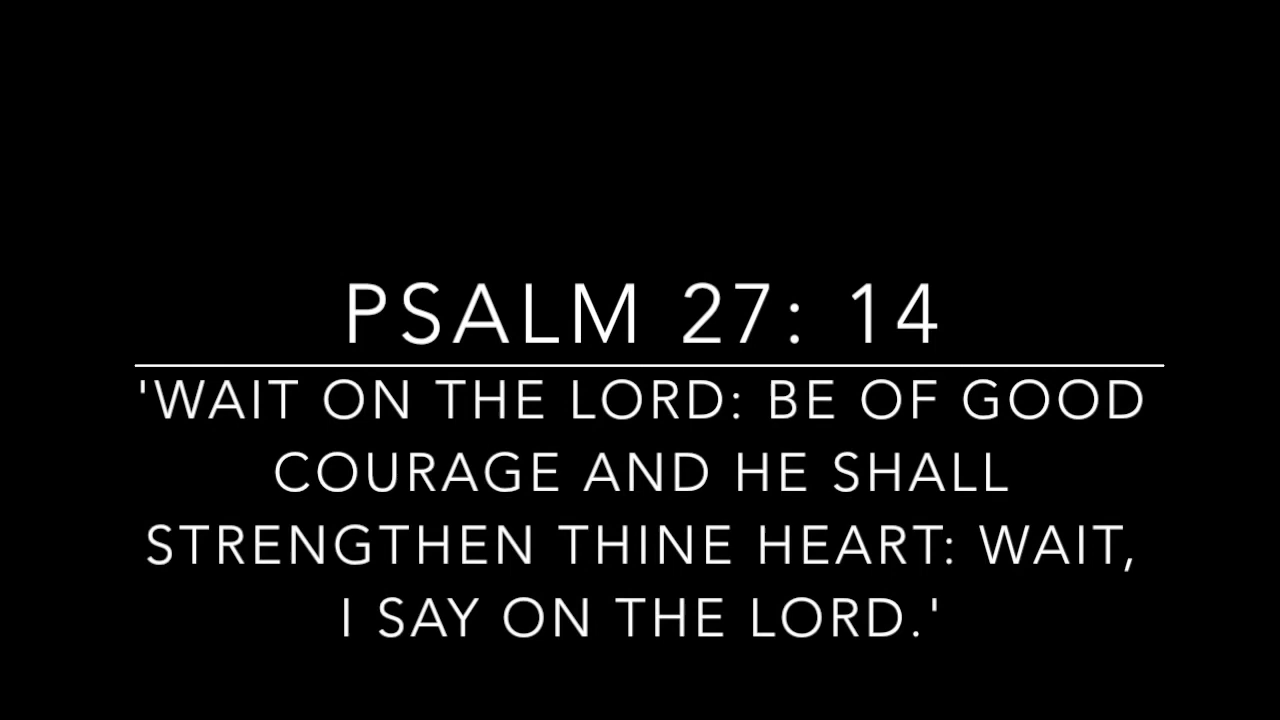 PSALM 27: 14
'WAIT ON THE LORD: BE OF GOOD
COURAGE AND HE SHALL
STRENGTHEN THINE HEART: WAIT,
I SAY ON THE LORD.'